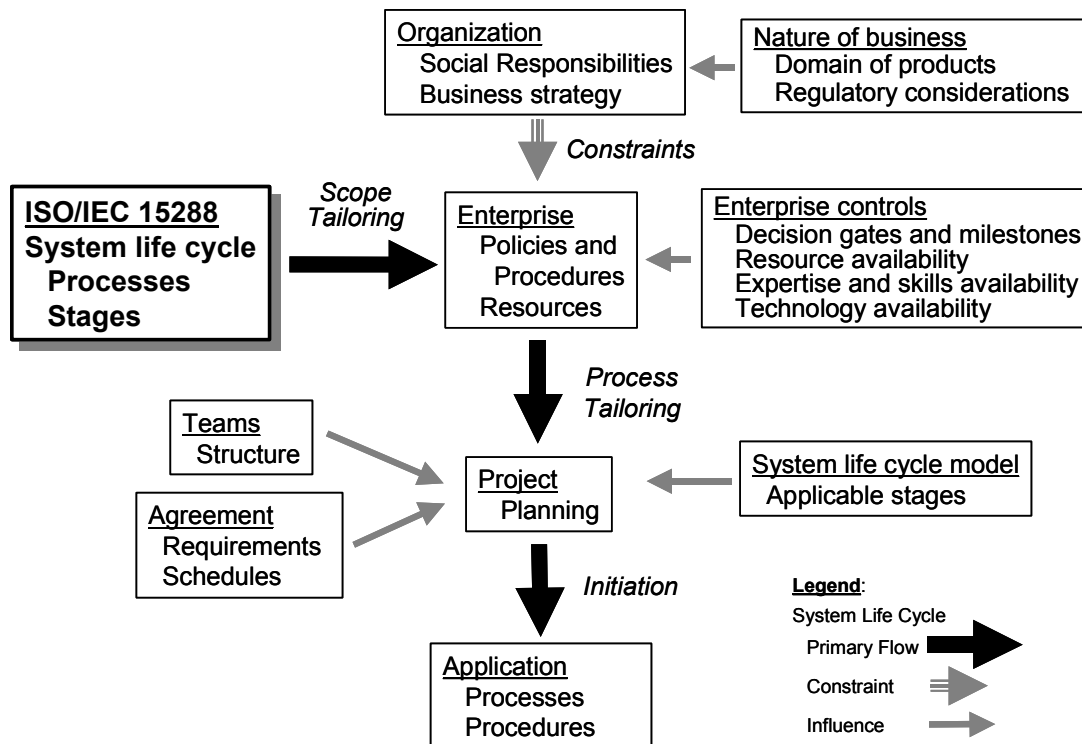 Organization
Social Responsibilities
Business strategy
Nature of business
Domain of products
Regulatory considerations
Constraints
ISO/IEC 15288
System life cycle
Processes
Stages
Scope
Tailoring
Enterprise
Policies and
Procedures
Resources
Enterprise controls
Decision gates and milestones
Resource availability
Expertise and skills availability
Technology availability
Process
Tailoring
Teams
Structure
Agreement
Requirements
Schedules
Project
Planning
System life cycle model
Applicable stages
Initiation
Application
Processes
Procedures
Legend:
System Life Cycle
Primary Flow
Constraint
Influence